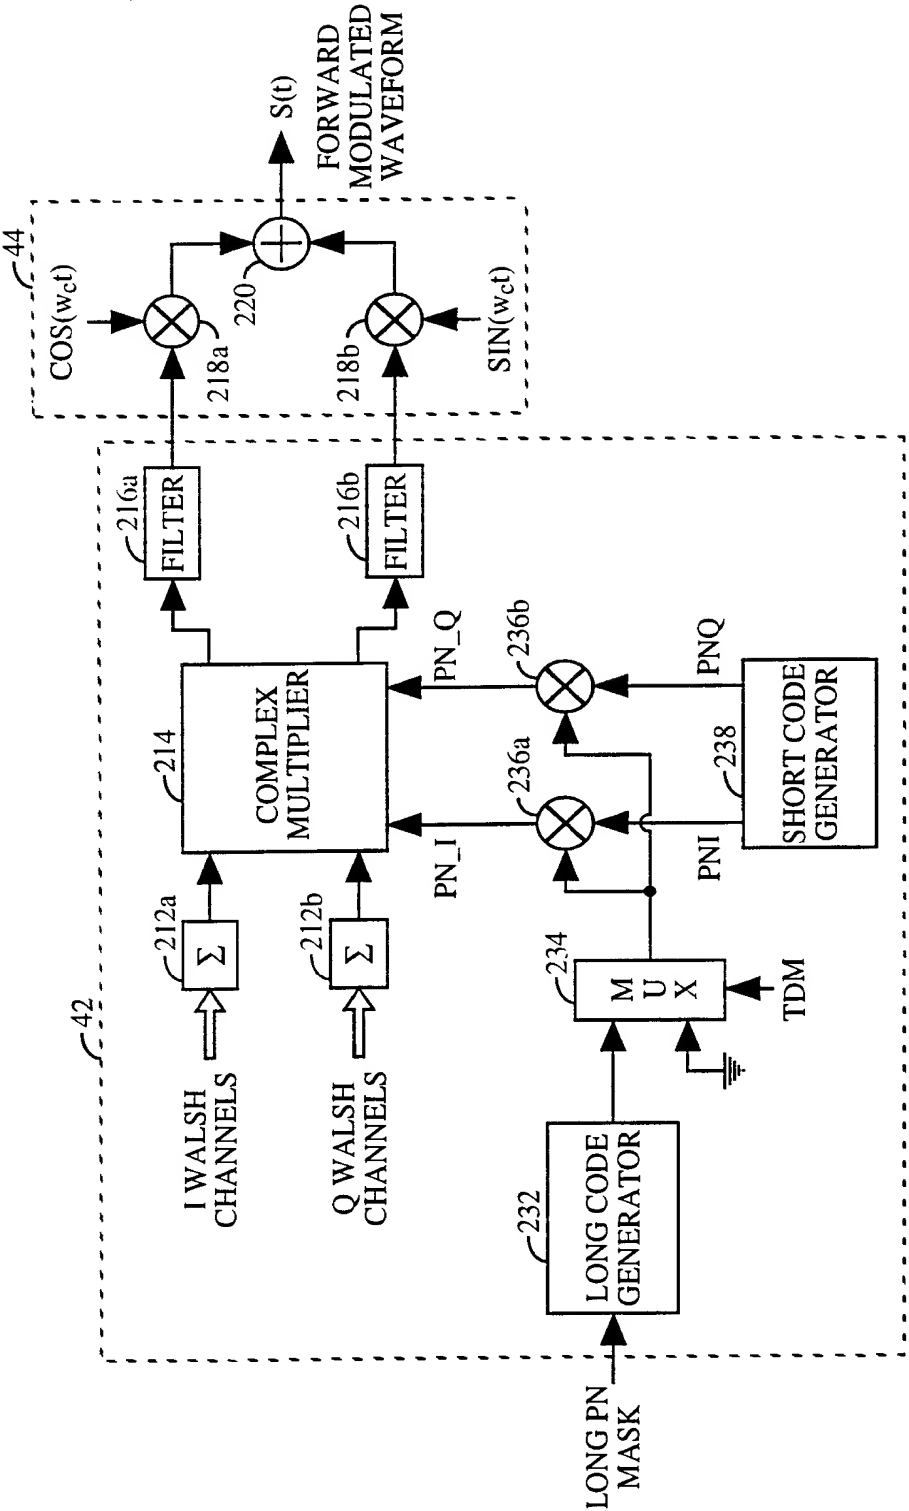 42
44
I WALSH
CHANNELS
212a
Σ
Q WALSH
CHANNELS
212b
Σ
214
COMPLEX
MULTIPLIER
216a
FILTER
216b
FILTER
COS(wct)
218a
218b
SIN(wct)
220
S(t)
FORWARD
MODULATED
WAVEFORM
PN_I
PN_Q
236a
236b
LONG PN
MASK
232
LONG CODE
GENERATOR
234
M
U
X
TDM
PNI
PNQ
238
SHORT CODE
GENERATOR